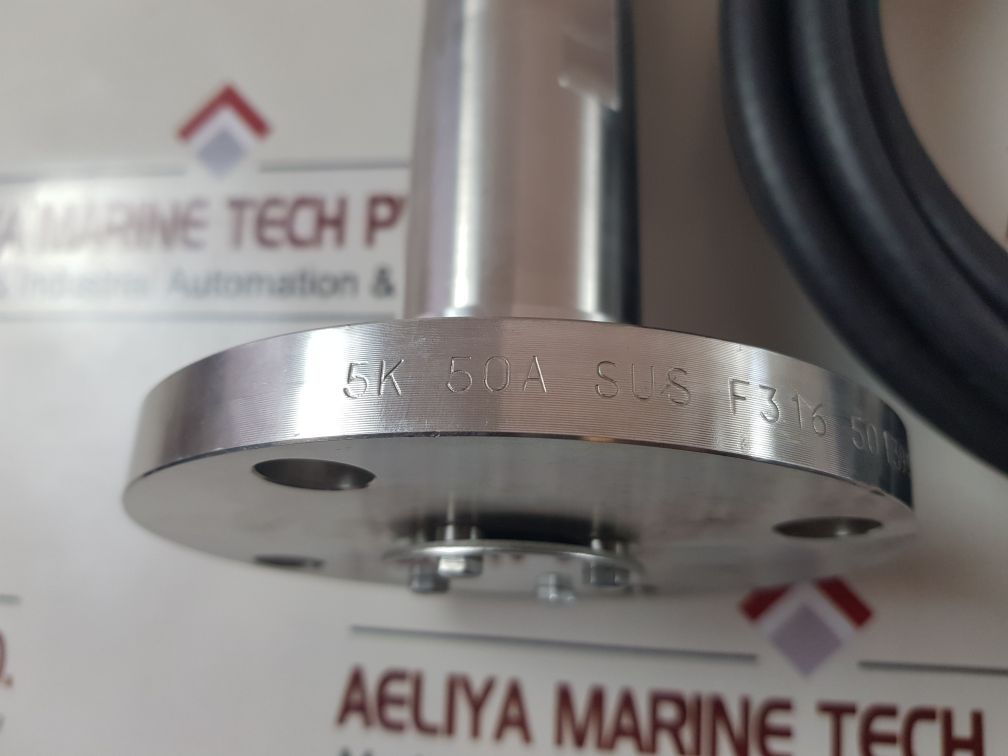 MARINE TECH
Industrial Automation &
5K 50A SUS F316
AELIYA MARINE TECH